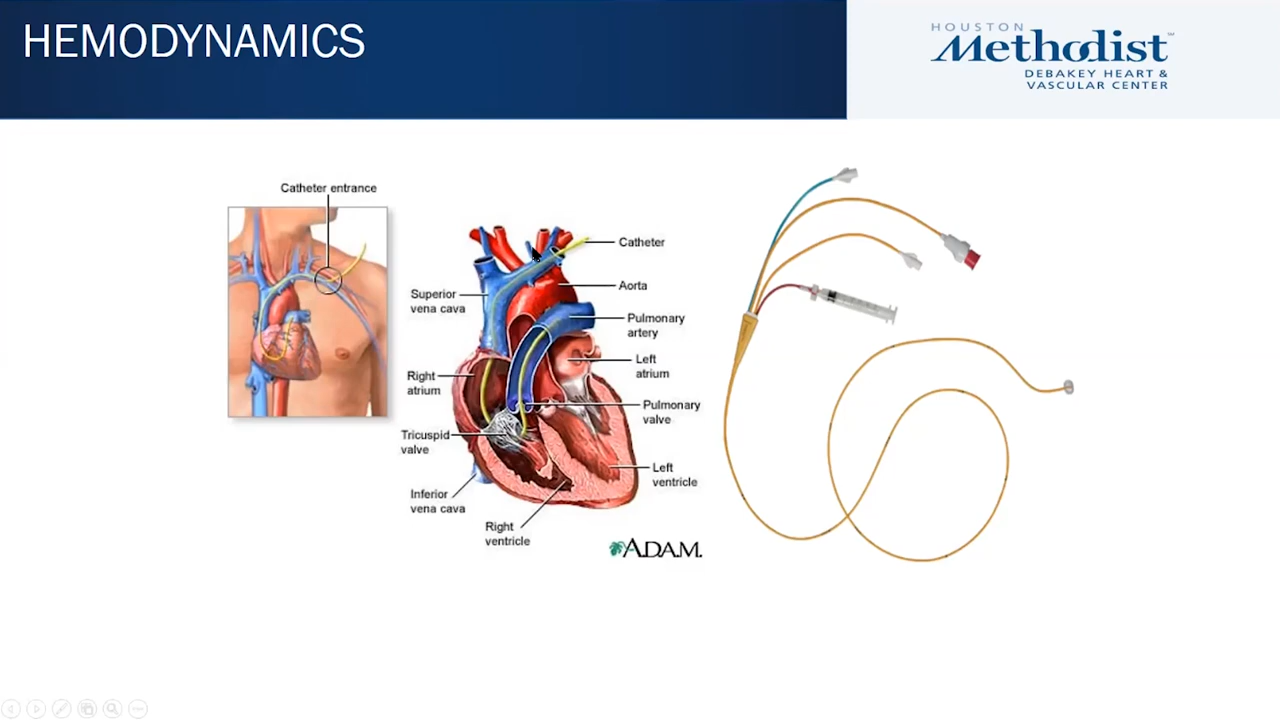 HEMODYNAMICS
HOUSTON
Methodist
DEBAKEY HEART &
VASCULAR CENTER
Catheter entrance
Catheter
Aorta
Superior
vena cava
Pulmonary
artery
Left
atrium
Right
atrium
Pulmonary
valve
Tricuspid
valve
Left
ventricle
Inferior
vena cava
Right
ventricle
A.D.A.M.